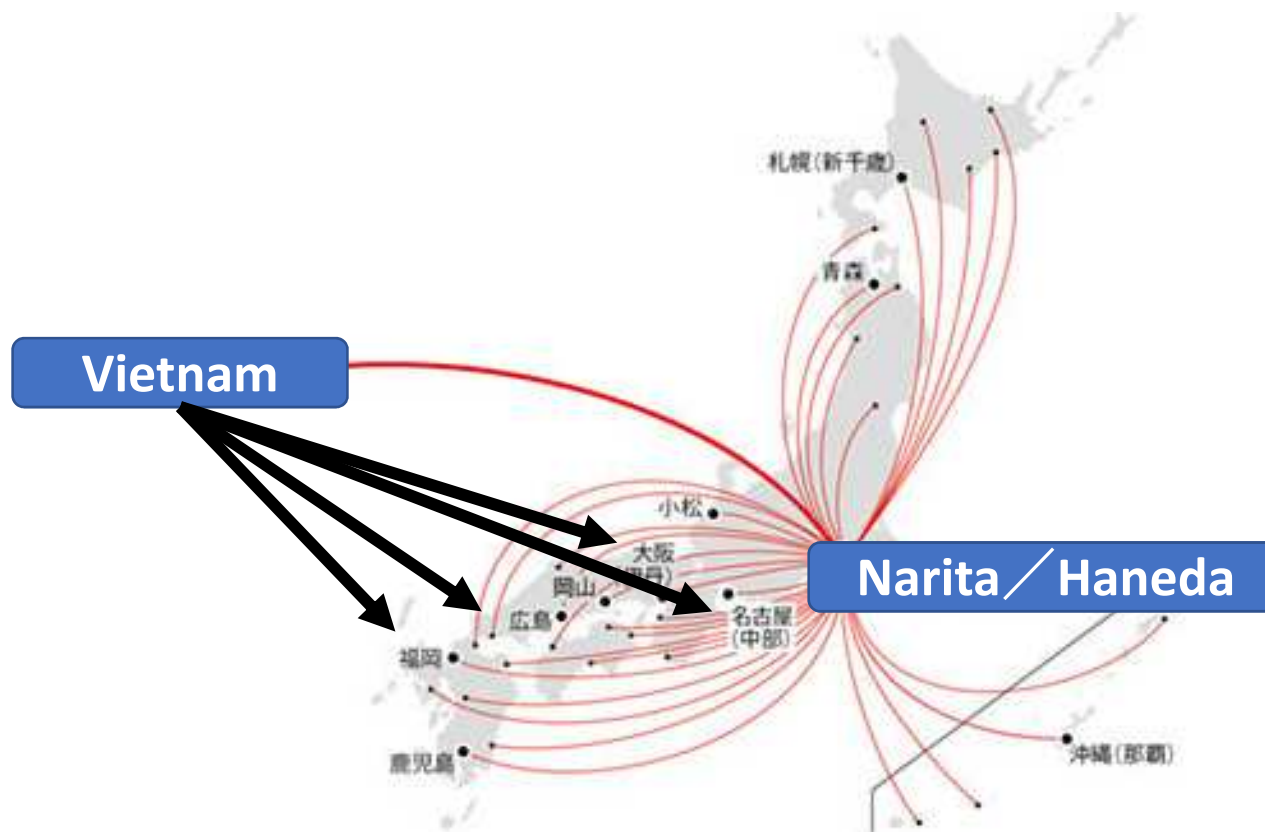 札幌(新千歳)
青森
Vietnam
小松
大阪
岡山
広島
Narita／Haneda
名古屋
(中部)
福岡
鹿児島
沖縄(那覇)